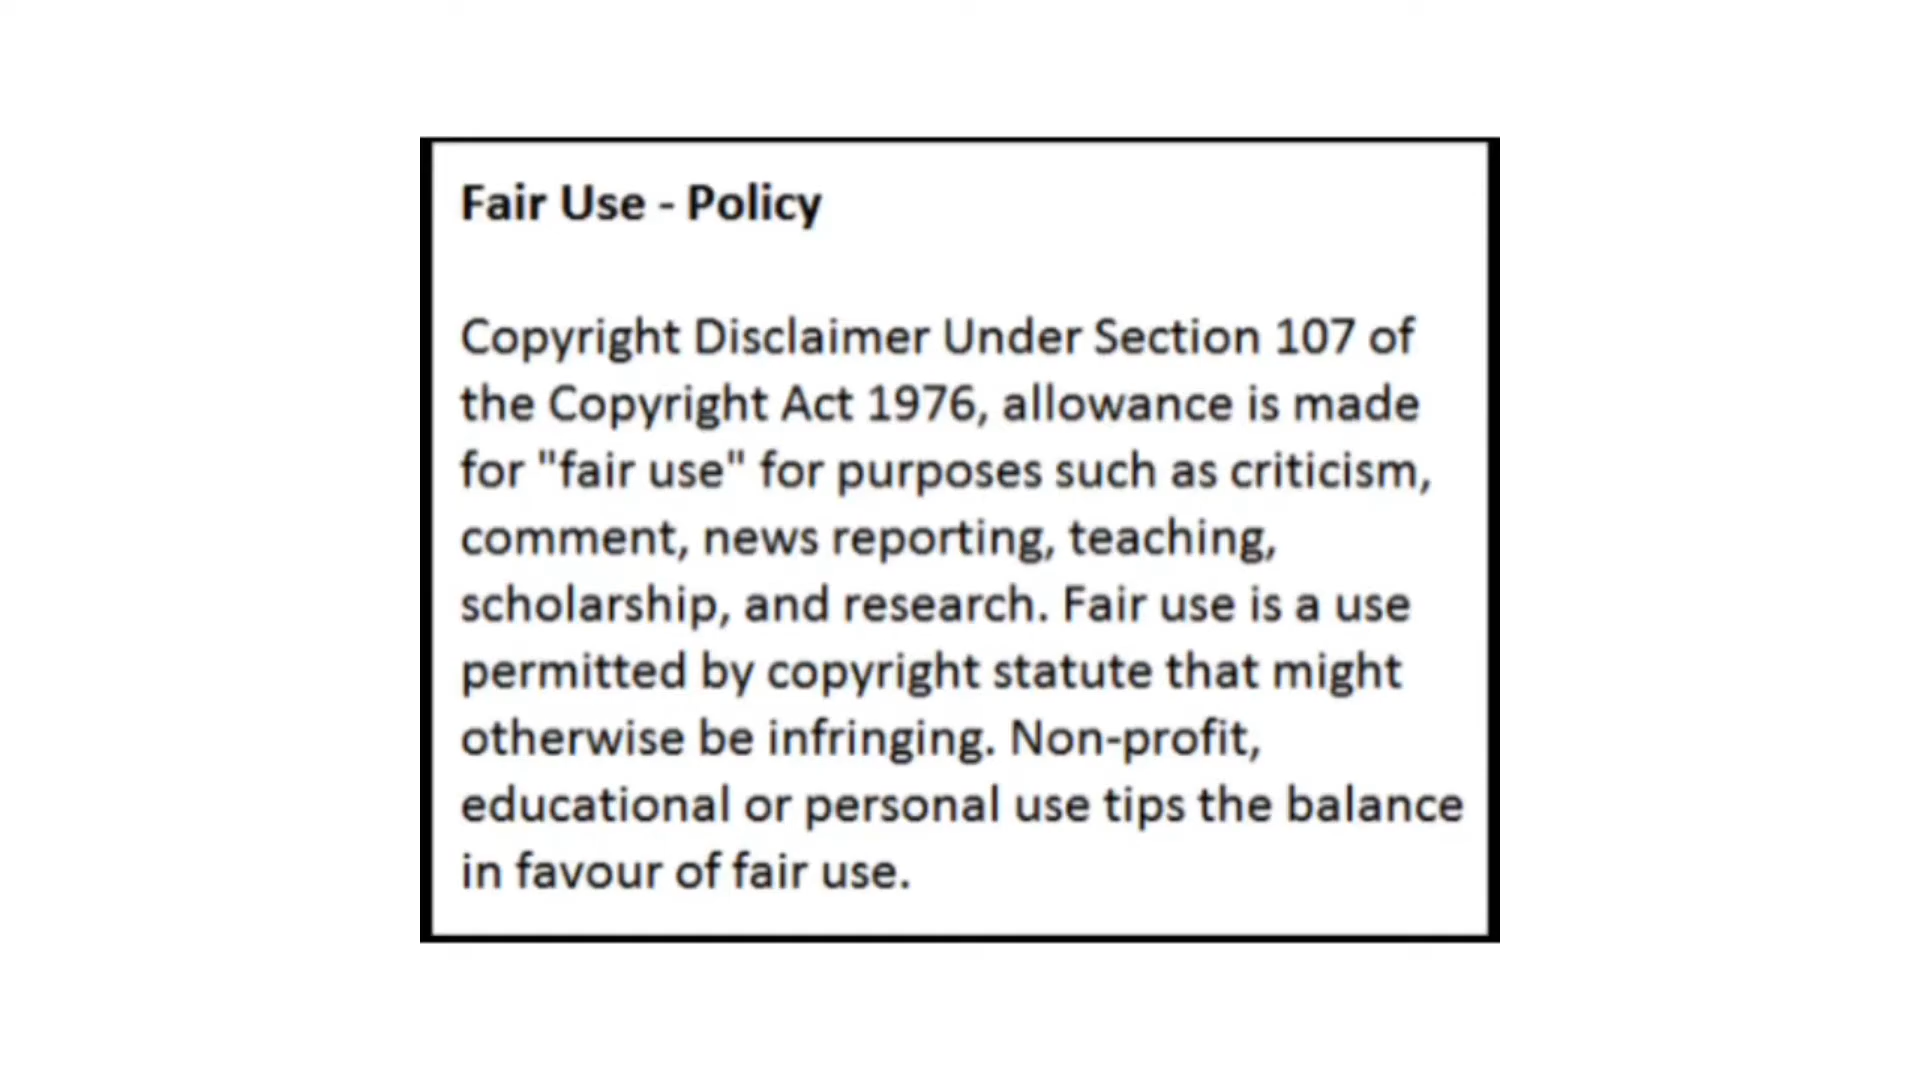 Fair Use - Policy
Copyright Disclaimer Under Section 107 of
the Copyright Act 1976, allowance is made
for "fair use" for purposes such as criticism,
comment, news reporting, teaching,
scholarship, and research. Fair use is a use
permitted by copyright statute that might
otherwise be infringing. Non-profit,
educational or personal use tips the balance
in favour of fair use.